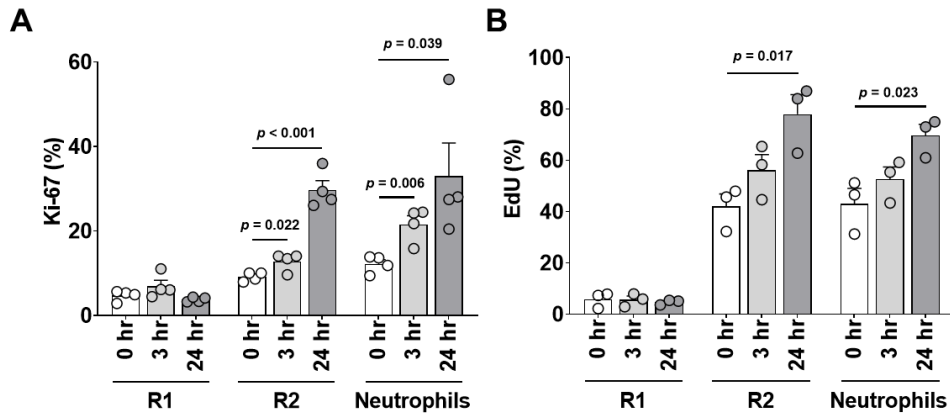 A
Ki-67 (%)
60
40
20
0
p = 0.039
p < 0.001
p = 0.006
p = 0.022
0 hr
3 hr
24 hr
0 hr
3 hr
24 hr
0 hr
3 hr
24 hr
R1
R2
Neutrophils
B
EdU (%)
100
80
60
40
20
0
p = 0.017
p = 0.023
0 hr
3 hr
24 hr
0 hr
3 hr
24 hr
0 hr
3 hr
24 hr
R1
R2
Neutrophils